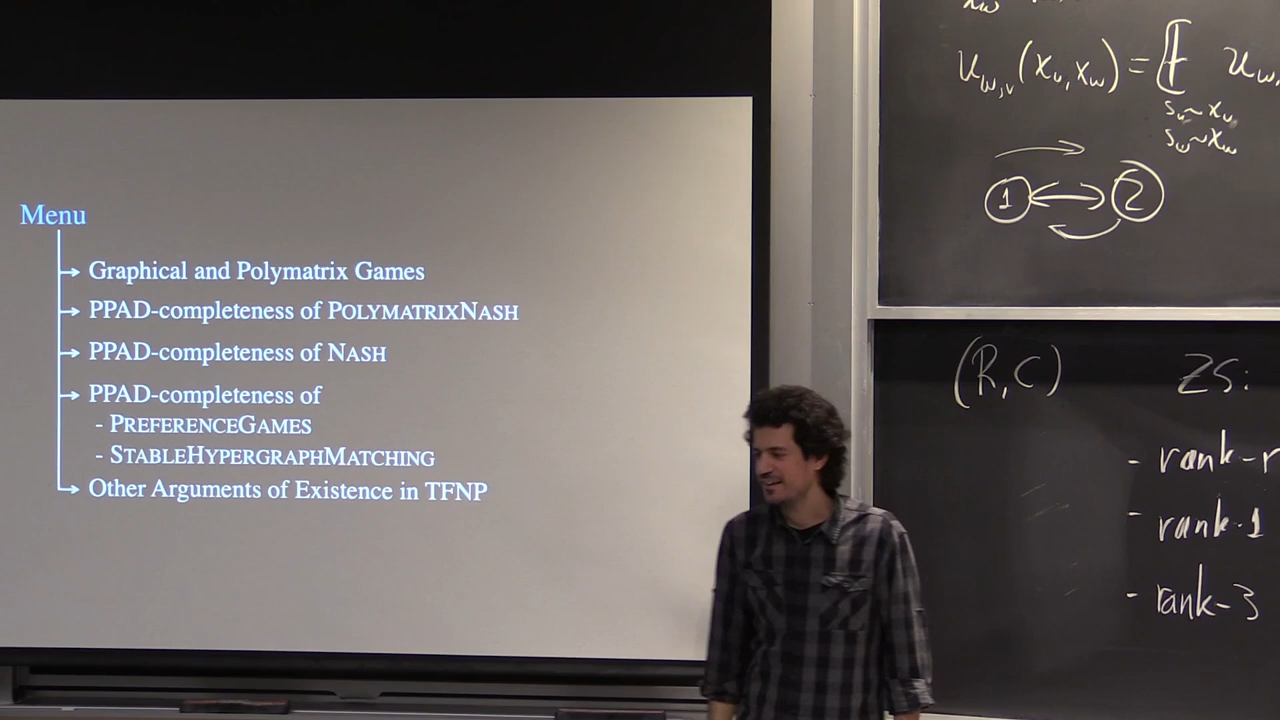 Menu
Graphical and Polymatrix Games
PPAD-completeness of POLYMATRIXNASH
PPAD-completeness of NASH
PPAD-completeness of
- PREFERENCEGAMES
- STABLEHYPERGRAPHMATCHING
Other Arguments of Existence in TFNP
u_{w,v}(x_v, x_w) = E u_w,
s_v ~ x_v
s_w ~ x_w
1 2
(R, C) ZS:
- rank-r
- rank-1
- rank-3